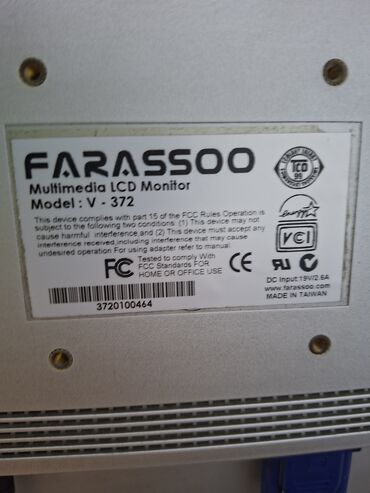 FARASSOO
Multimedia LCD Monitor
Model : V - 372
This device complies with part 15 of the FCC Rules Operation is
subject to the following two conditions: (1) This device may not
cause harmful interference and (2) This device must accept any
interference received,including interference that may cause
undesired operation For using adapter refer to manual.
FC Tested to comply With
FCC Standards FOR
HOME OR OFFICE USE
CE
3720100464
TCO
99
energy
VCI
DC Input:19V/2.6A
www.farassoo.com
MADE IN TAIWAN